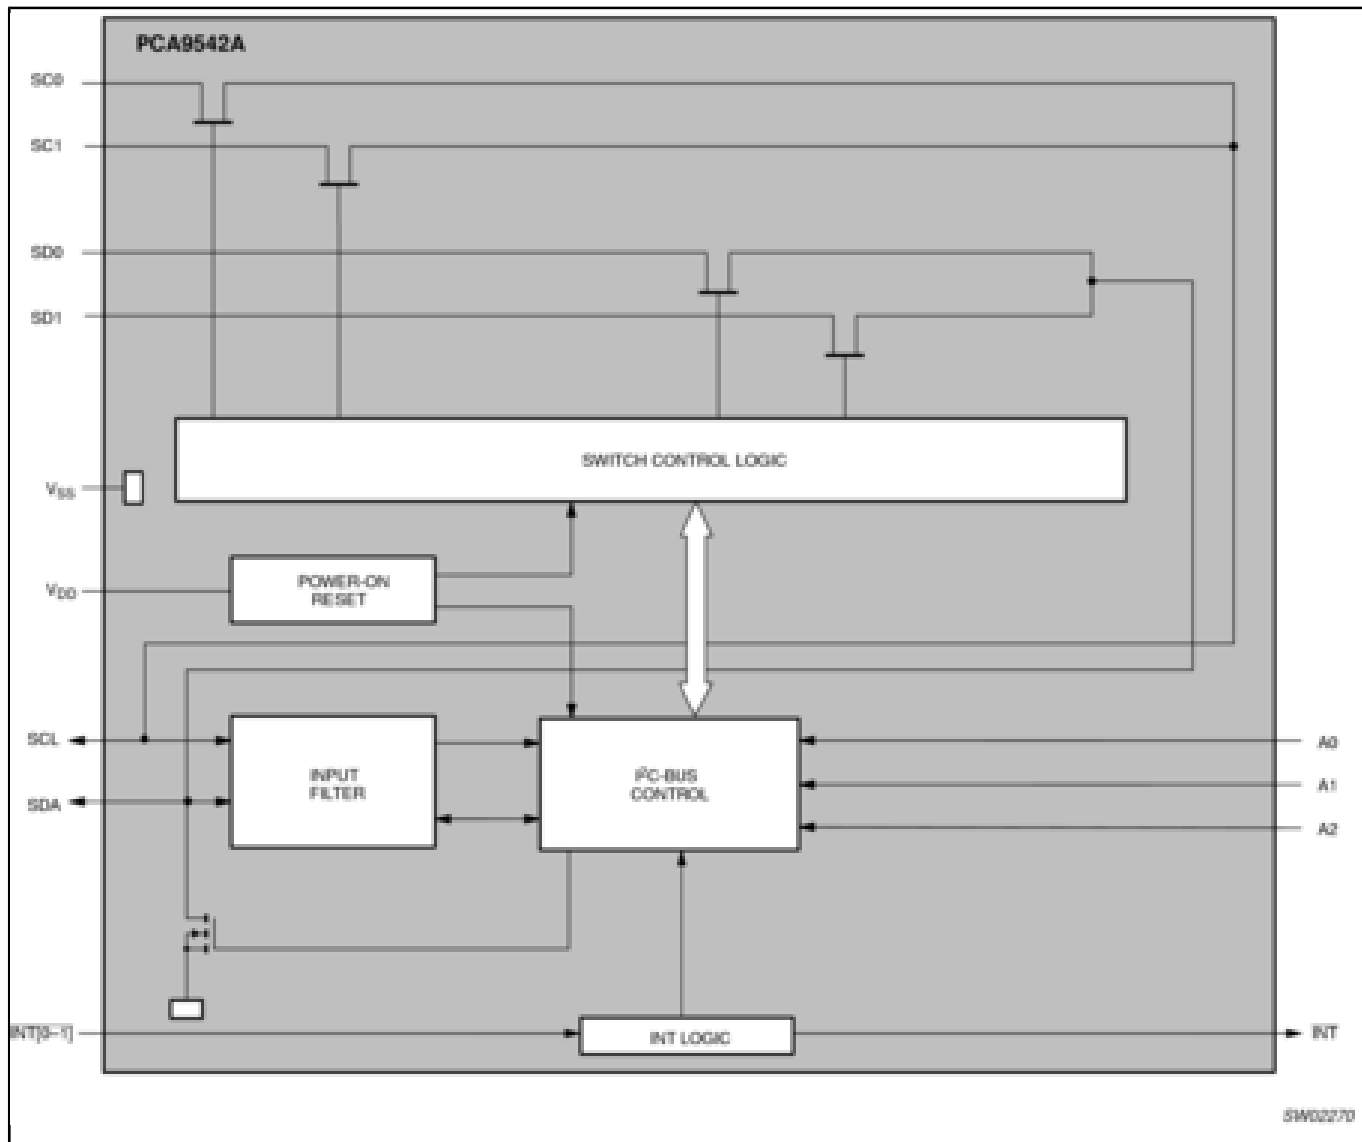 PCA9542A
SC0
SC1
SD0
SD1
SWITCH CONTROL LOGIC
VSS
POWER-ON
RESET
VDD
SCL
INPUT
FILTER
I²C-BUS
CONTROL
A0
SDA
A1
A2
INT[0–1]
INT LOGIC
INT
SW02270